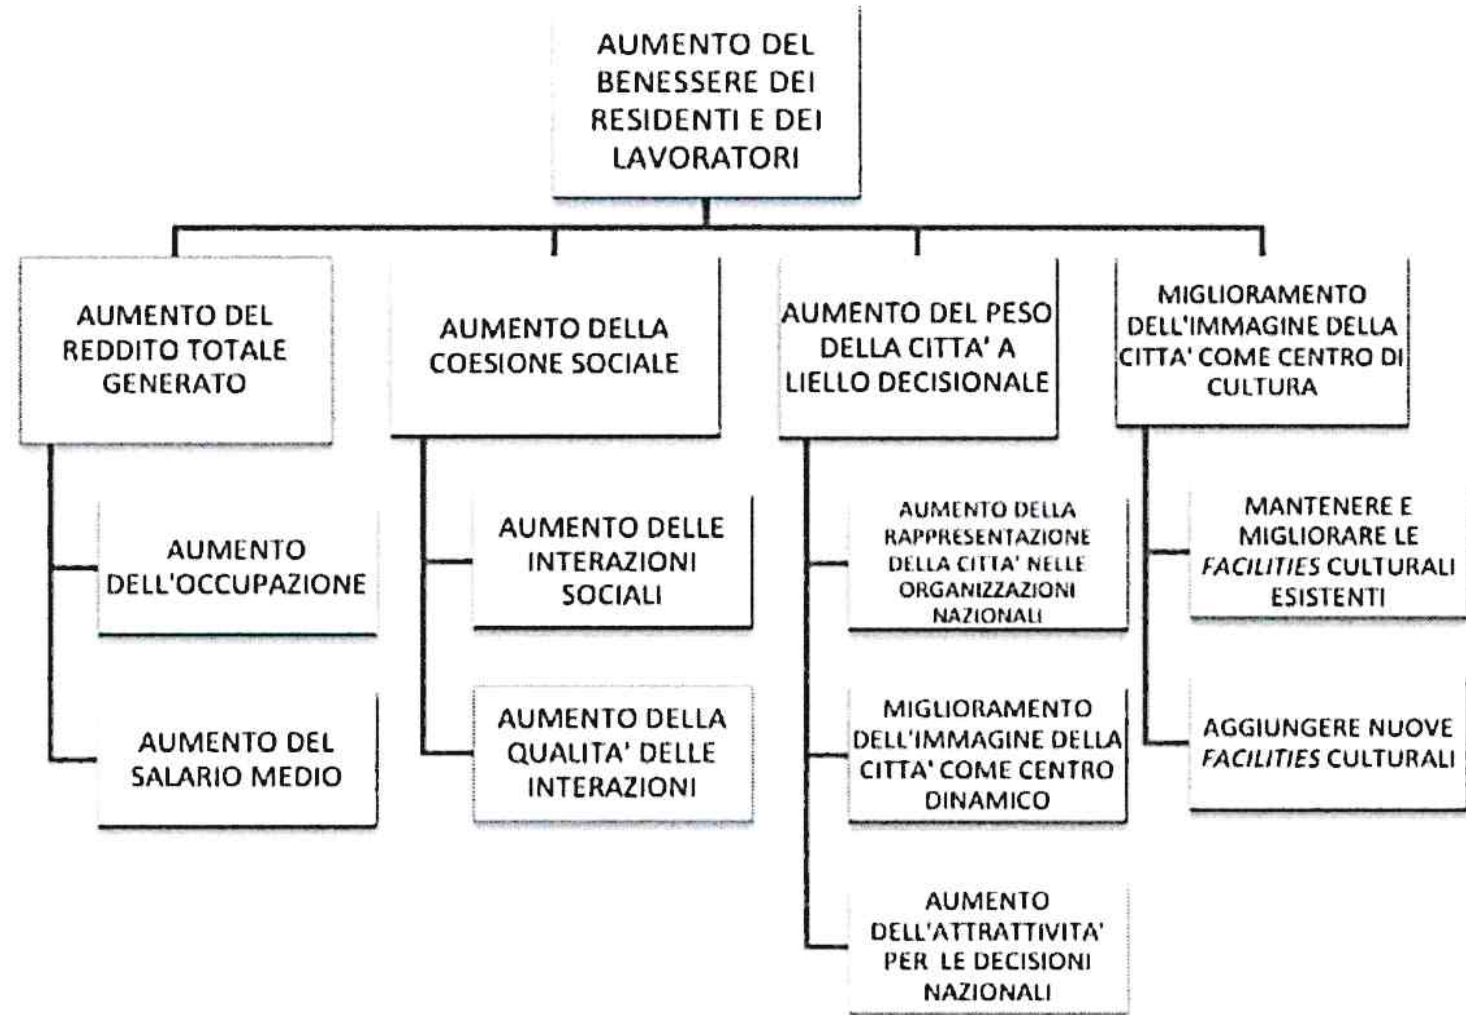 AUMENTO DEL
BENESSERE DEI
RESIDENTI E DEI
LAVORATORI
AUMENTO DEL
REDDITO TOTALE
GENERATO
AUMENTO
DELL'OCCUPAZIONE
AUMENTO DEL
SALARIO MEDIO
AUMENTO DELLA
COESIONE SOCIALE
AUMENTO DELLE
INTERAZIONI
SOCIALI
AUMENTO DELLA
QUALITA' DELLE
INTERAZIONI
AUMENTO DEL PESO
DELLA CITTA' A
LIELLO DECISIONALE
AUMENTO DELLA
RAPPRESENTAZIONE
DELLA CITTA' NELLE
ORGANIZZAZIONI
NAZIONALI
MIGLIORAMENTO
DELL'IMMAGINE DELLA
CITTA' COME CENTRO
DINAMICO
AUMENTO
DELL'ATTRATTIVITA'
PER LE DECISIONI
NAZIONALI
MIGLIORAMENTO
DELL'IMMAGINE DELLA
CITTA' COME CENTRO DI
CULTURA
MANTENERE E
MIGLIORARE LE
FACILITIES CULTURALI
ESISTENTI
AGGIUNGERE NUOVE
FACILITIES CULTURALI